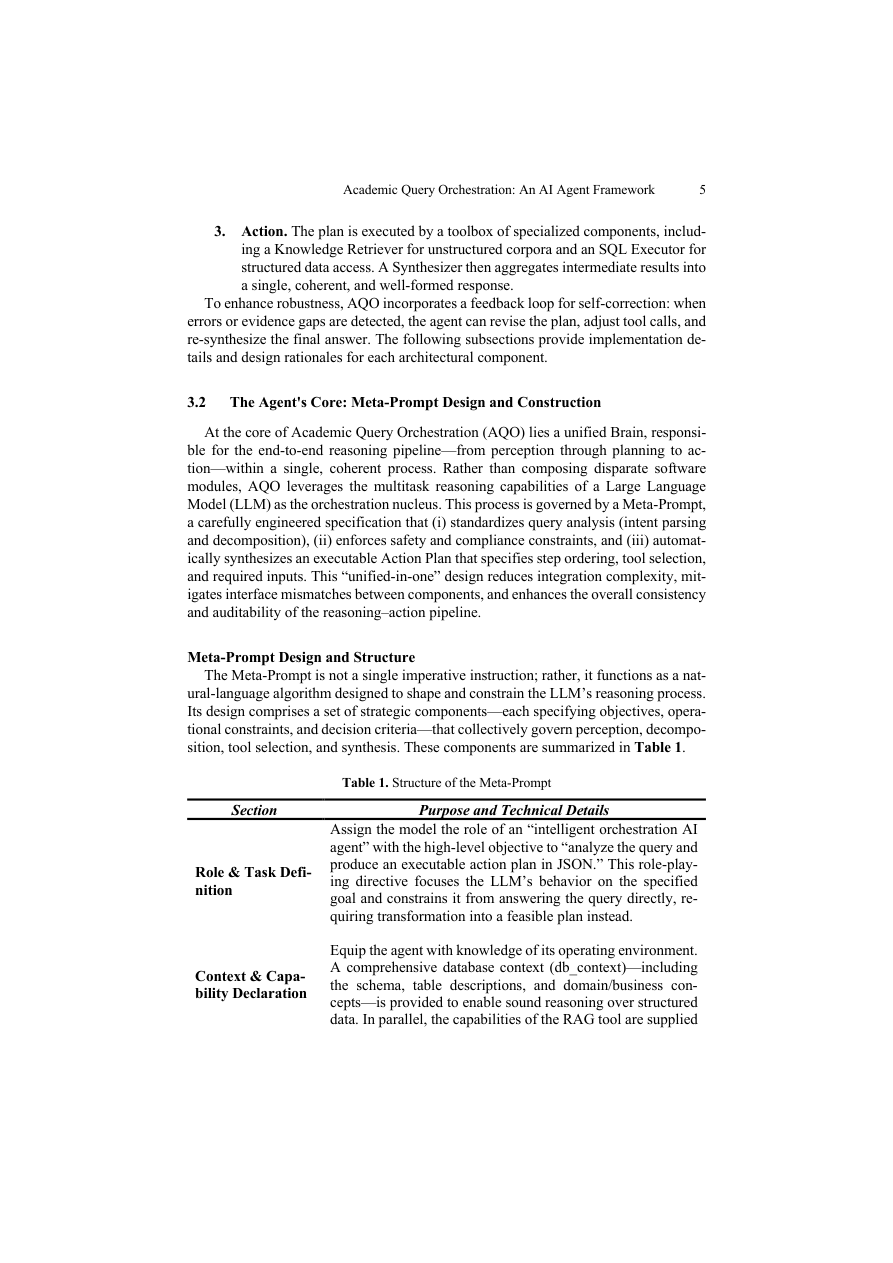 Academic Query Orchestration: An AI Agent Framework 5
3. Action. The plan is executed by a toolbox of specialized components, includ-
ing a Knowledge Retriever for unstructured corpora and an SQL Executor for
structured data access. A Synthesizer then aggregates intermediate results into
a single, coherent, and well-formed response.
To enhance robustness, AQO incorporates a feedback loop for self-correction: when
errors or evidence gaps are detected, the agent can revise the plan, adjust tool calls, and
re-synthesize the final answer. The following subsections provide implementation de-
tails and design rationales for each architectural component.
3.2 The Agent's Core: Meta-Prompt Design and Construction
At the core of Academic Query Orchestration (AQO) lies a unified Brain, responsi-
ble for the end-to-end reasoning pipeline—from perception through planning to ac-
tion—within a single, coherent process. Rather than composing disparate software
modules, AQO leverages the multitask reasoning capabilities of a Large Language
Model (LLM) as the orchestration nucleus. This process is governed by a Meta-Prompt,
a carefully engineered specification that (i) standardizes query analysis (intent parsing
and decomposition), (ii) enforces safety and compliance constraints, and (iii) automat-
ically synthesizes an executable Action Plan that specifies step ordering, tool selection,
and required inputs. This “unified-in-one” design reduces integration complexity, mit-
igates interface mismatches between components, and enhances the overall consistency
and auditability of the reasoning–action pipeline.
Meta-Prompt Design and Structure
The Meta-Prompt is not a single imperative instruction; rather, it functions as a nat-
ural-language algorithm designed to shape and constrain the LLM’s reasoning process.
Its design comprises a set of strategic components—each specifying objectives, opera-
tional constraints, and decision criteria—that collectively govern perception, decompo-
sition, tool selection, and synthesis. These components are summarized in Table 1.
Table 1. Structure of the Meta-Prompt
Section Purpose and Technical Details
Role & Task Defi-
nition
Assign the model the role of an “intelligent orchestration AI
agent” with the high-level objective to “analyze the query and
produce an executable action plan in JSON.” This role-play-
ing directive focuses the LLM’s behavior on the specified
goal and constrains it from answering the query directly, re-
quiring transformation into a feasible plan instead.
Context & Capa-
bility Declaration
Equip the agent with knowledge of its operating environment.
A comprehensive database context (db_context)—including
the schema, table descriptions, and domain/business con-
cepts—is provided to enable sound reasoning over structured
data. In parallel, the capabilities of the RAG tool are supplied